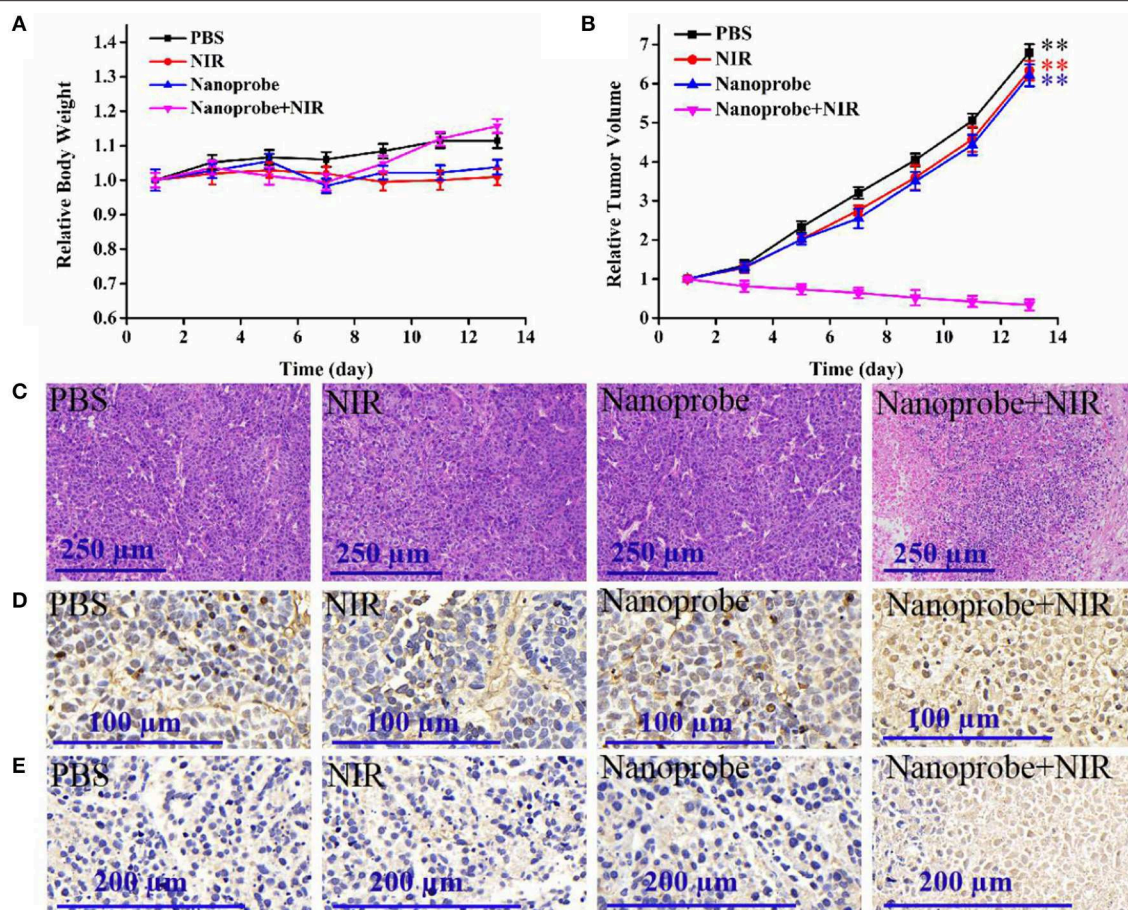 A
B
PBS
NIR
Nanoprobe
Nanoprobe+NIR
1.4
1.3
1.2
1.1
1.0
0.9
0.8
0.7
0.6
Relative Body Weight
0 2 4 6 8 10 12 14
Time (day)
PBS
NIR
Nanoprobe
Nanoprobe+NIR
7
6
5
4
3
2
1
0
Relative Tumor Volume
**
**
**
0 2 4 6 8 10 12 14
Time (day)
C
PBS NIR Nanoprobe Nanoprobe+NIR
250 μm 250 μm 250 μm 250 μm
D
PBS NIR Nanoprobe Nanoprobe+NIR
100 μm 100 μm 100 μm 100 μm
E
PBS NIR Nanoprobe Nanoprobe+NIR
200 μm 200 μm 200 μm 200 μm